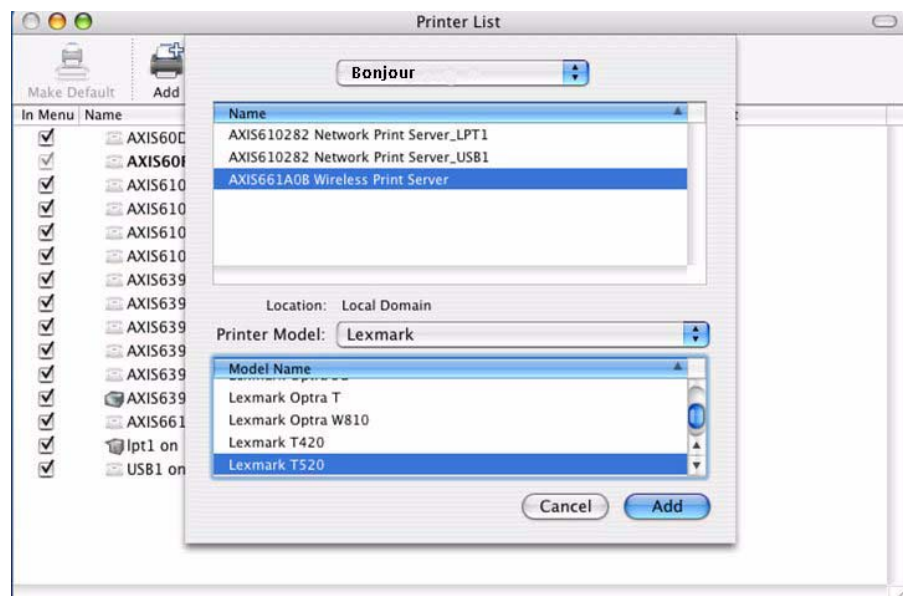 Printer List
Make Default
Add
Bonjour
In Menu Name
AXIS60
AXIS60
AXIS610
AXIS610
AXIS610
AXIS610
AXIS639
AXIS639
AXIS639
AXIS639
AXIS639
AXIS639
AXIS661
lpt1 on
USB1 on
Name
AXIS610282 Network Print Server_LPT1
AXIS610282 Network Print Server_USB1
AXIS661A0B Wireless Print Server
Location: Local Domain
Printer Model: Lexmark
Model Name
Lexmark Optra T
Lexmark Optra W810
Lexmark T420
Lexmark T520
Cancel
Add